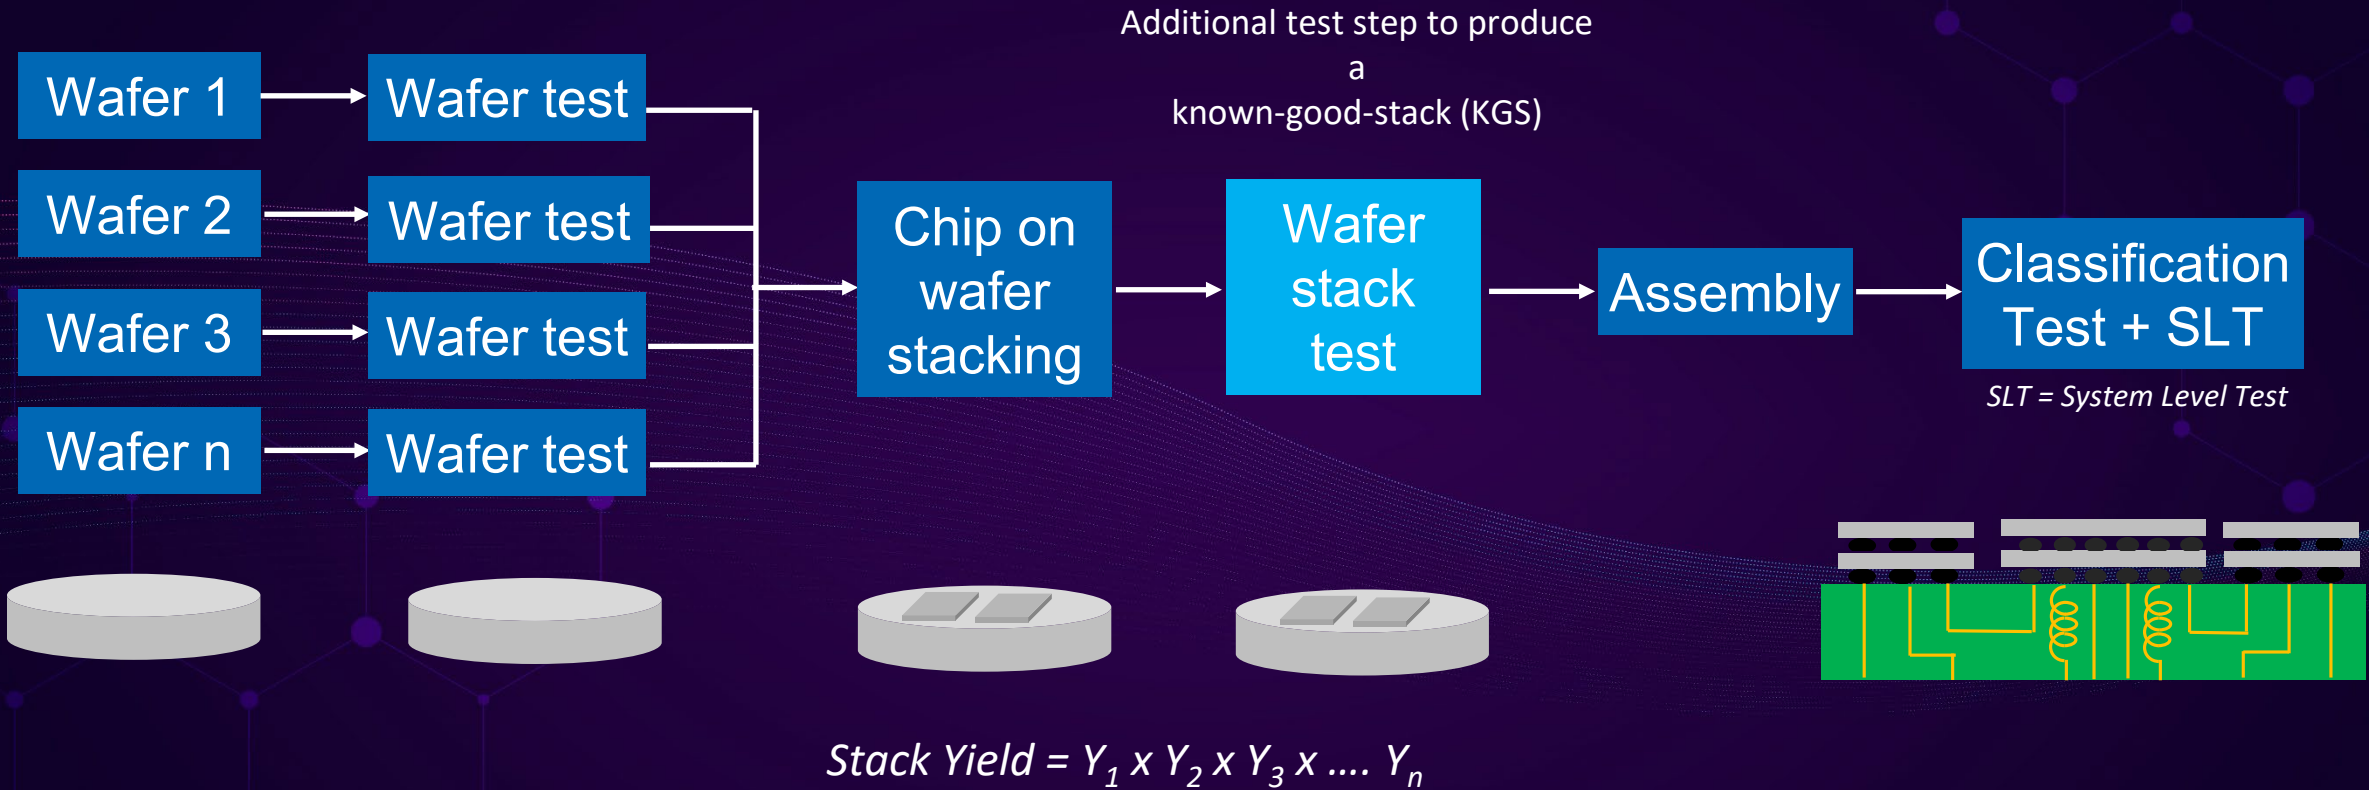 Additional test step to produce
a
known-good-stack (KGS)
Wafer 1
Wafer test
Wafer 2
Wafer test
Wafer 3
Wafer test
Wafer n
Wafer test
Chip on
wafer
stacking
Wafer
stack
test
Assembly
Classification
Test + SLT
SLT = System Level Test
Stack Yield = Y1 x Y2 x Y3 x .... Yn